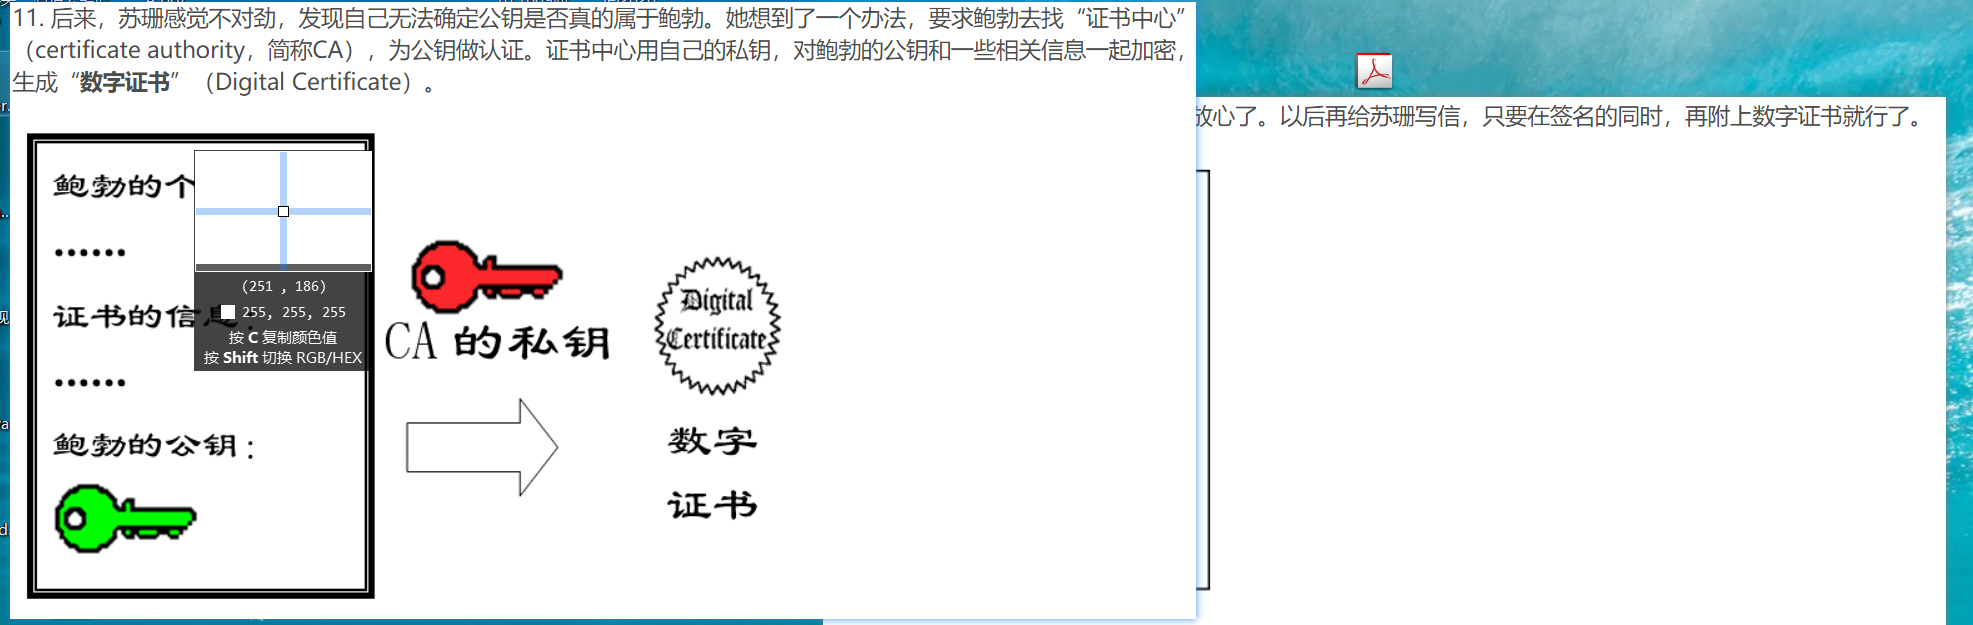 11. 后来，苏珊感觉不对劲，发现自己无法确定公钥是否真的属于鲍勃。她想到了一个办法，要求鲍勃去找“证书中心”
（certificate authority，简称CA），为公钥做认证。证书中心用自己的私钥，对鲍勃的公钥和一些相关信息一起加密，
生成“数字证书”（Digital Certificate）。
放心了。以后再给苏珊写信，只要在签名的同时，再附上数字证书就行了。
鲍勃的个
……
证书的信息：
……
鲍勃的公钥：
(251 , 186)
255, 255, 255
按 C 复制颜色值
按 Shift 切换 RGB/HEX
CA 的私钥
Digital
Certificate
数字
证书